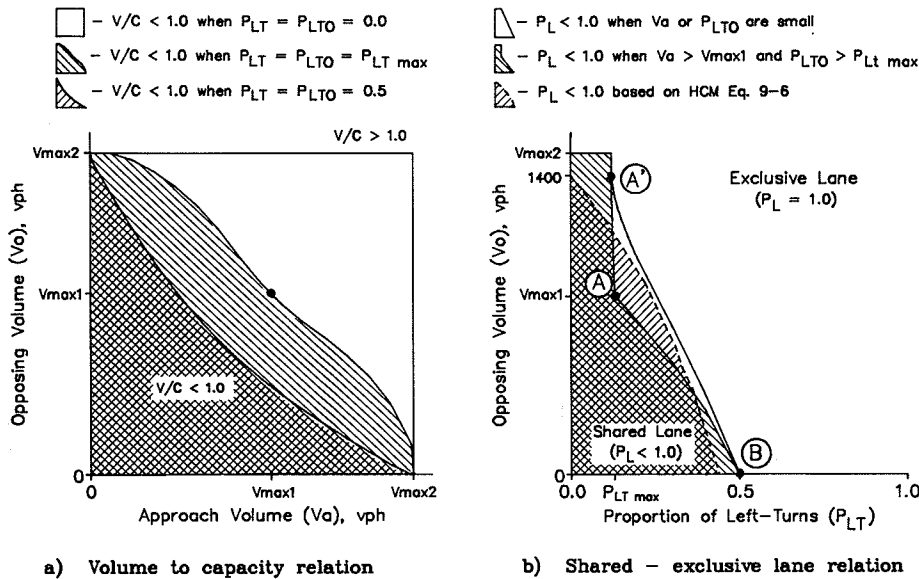 – V/C < 1.0 when P_LT = P_LTO = 0.0
– V/C < 1.0 when P_LT = P_LTO = P_LT max
– V/C < 1.0 when P_LT = P_LTO = 0.5
V/C > 1.0
Vmax2
Opposing Volume (Vo), vph
Vmax1
V/C < 1.0
0
0
Vmax1
Vmax2
Approach Volume (Va), vph
a) Volume to capacity relation
– P_L < 1.0 when Va or P_LTO are small
– P_L < 1.0 when Va > Vmax1 and P_LTO > P_Lt max
– P_L < 1.0 based on HCM Eq. 9–6
Vmax2
1400
A'
Exclusive Lane
(P_L = 1.0)
Opposing Volume (Vo), vph
Vmax1
A
Shared Lane
(P_L < 1.0)
B
0
0.0
P_LT max
0.5
1.0
Proportion of Left–Turns (P_LT)
b) Shared – exclusive lane relation